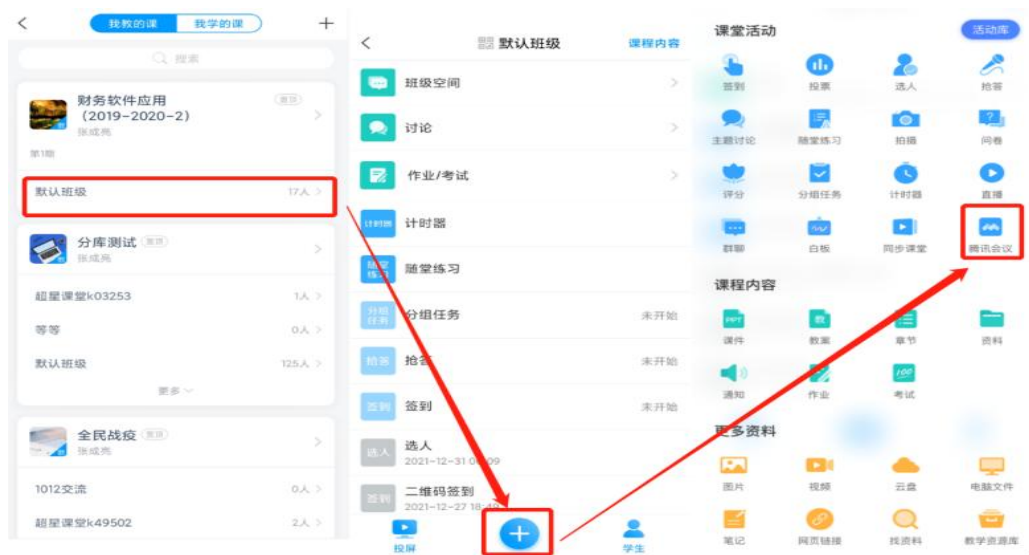 我教的课 我学的课
搜索
财务软件应用
（2019-2020-2）
置顶
张成亮
第1期
默认班级 17人
分库测试 置顶
张成亮
超星课堂k03253 1人
等等 0人
默认班级 125人
更多
全民战疫 置顶
张成亮
1012交流 0人
超星课堂k49502 2人
默认班级 课程内容
班级空间
讨论
作业/考试
计时器 计时器
随堂练习 随堂练习
分组任务 分组任务 未开始
抢答 抢答 未开始
签到 签到 未开始
选人 选人
签到 二维码签到
2021-12-27 18:49
投屏 学生
课堂活动 活动库
签到 投票 选人 抢答
主题讨论 随堂练习 拍摄 问卷
评分 分组任务 计时器 直播
群聊 白板 同步课堂 腾讯会议
课程内容
PPT 教
课件 教案 章节 资料
100
通知 作业 考试
更多资料
图片 视频 云盘 电脑文件
笔记 网页链接 找资料 教学资源库